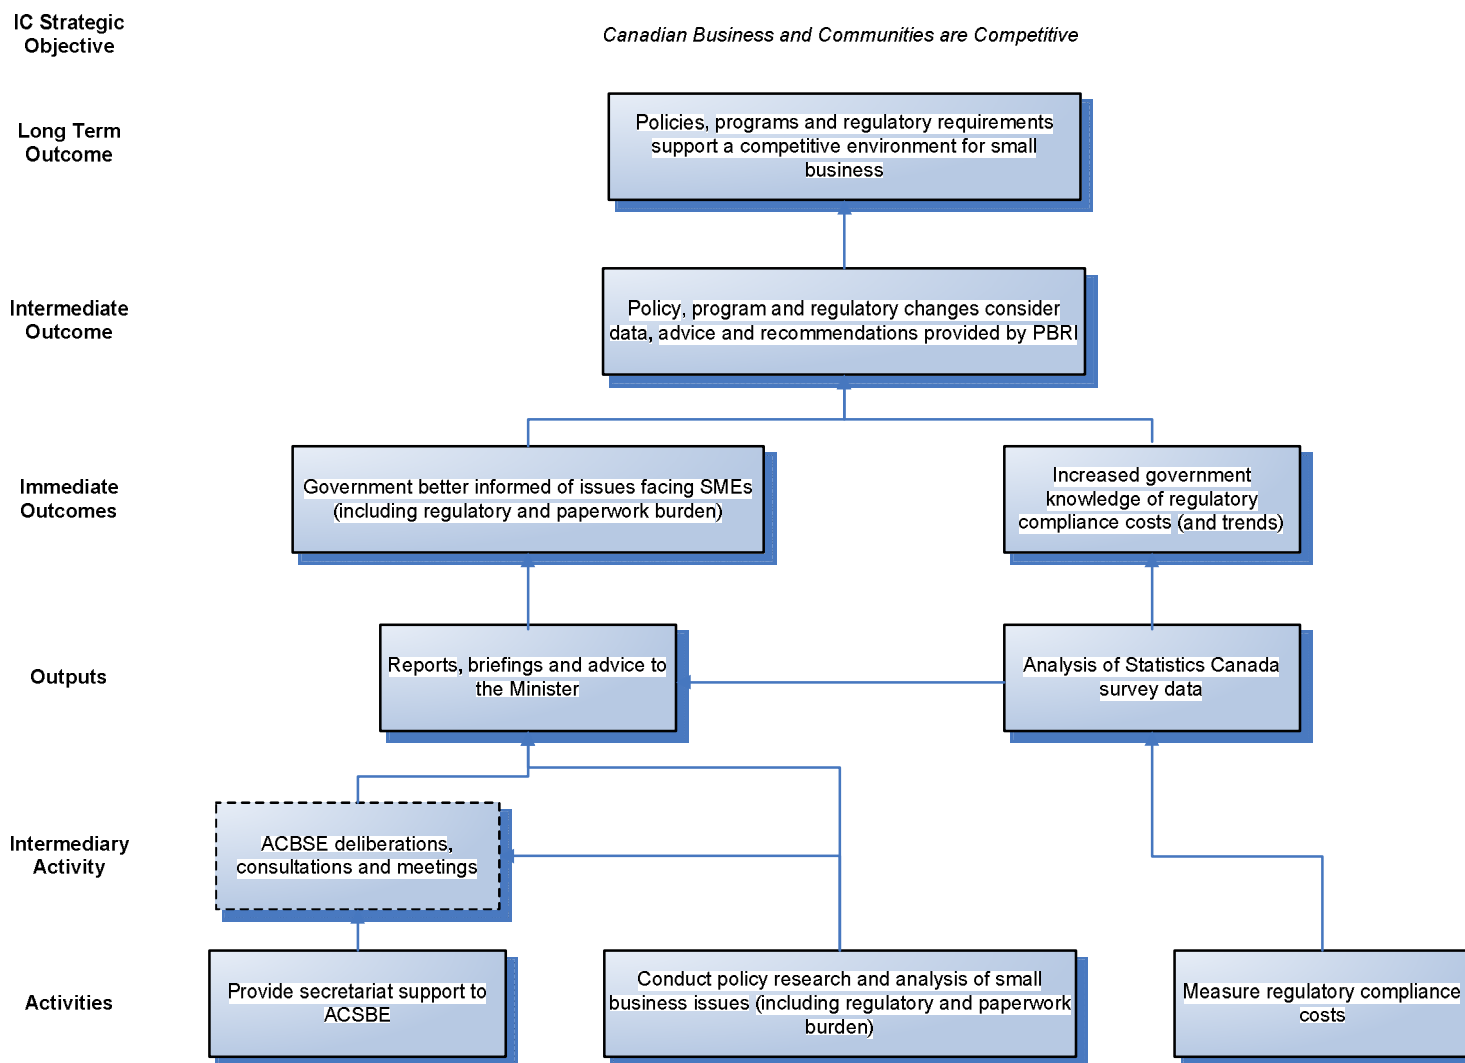 IC Strategic
Objective
Canadian Business and Communities are Competitive
Long Term
Outcome
Policies, programs and regulatory requirements
support a competitive environment for small
business
Intermediate
Outcome
Policy, program and regulatory changes consider
data, advice and recommendations provided by PBRI
Immediate
Outcomes
Government better informed of issues facing SMEs
(including regulatory and paperwork burden)
Increased government
knowledge of regulatory
compliance costs (and trends)
Outputs
Reports, briefings and advice to
the Minister
Analysis of Statistics Canada
survey data
Intermediary
Activity
ACBSE deliberations,
consultations and meetings
Activities
Provide secretariat support to
ACSBE
Conduct policy research and analysis of small
business issues (including regulatory and paperwork
burden)
Measure regulatory compliance
costs